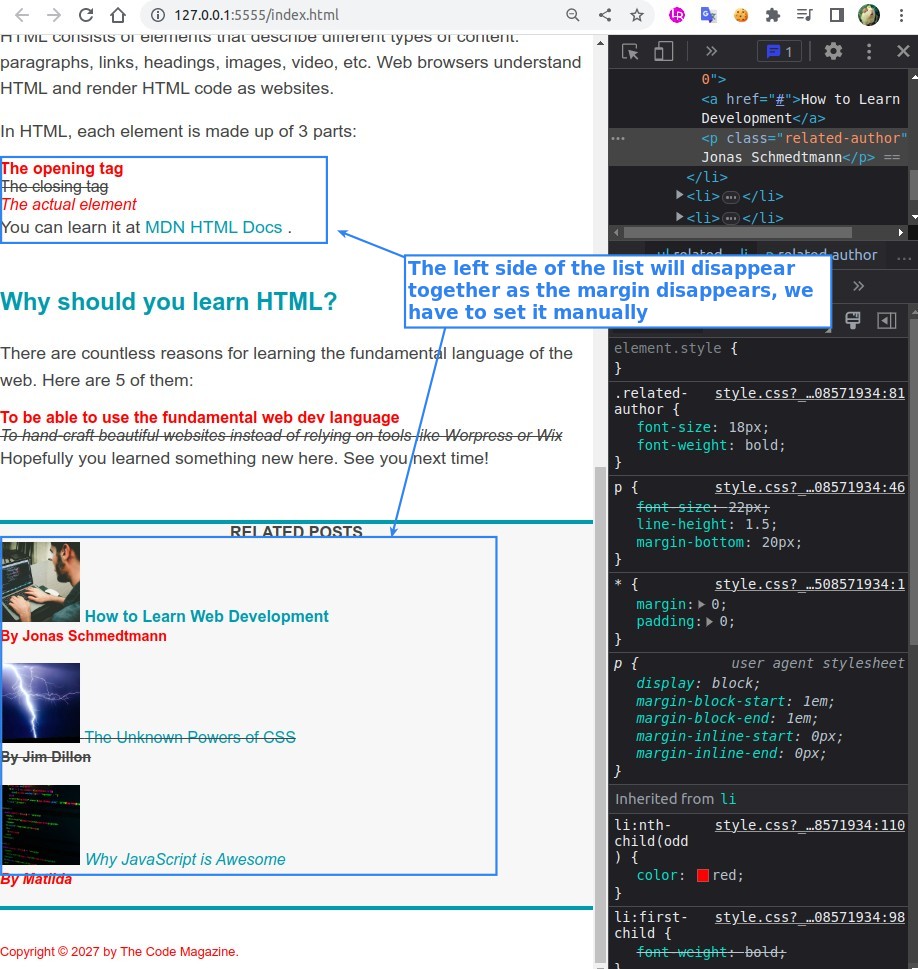 127.0.0.1:5555/index.html
HTML consists of elements that describe different types of content:
paragraphs, links, headings, images, video, etc. Web browsers understand
HTML and render HTML code as websites.
In HTML, each element is made up of 3 parts:
The opening tag
The closing tag
The actual element
You can learn it at MDN HTML Docs .
The left side of the list will disappear
together as the margin disappears, we
have to set it manually
Why should you learn HTML?
There are countless reasons for learning the fundamental language of the
web. Here are 5 of them:
To be able to use the fundamental web dev language
To hand-craft beautiful websites instead of relying on tools like Worpress or Wix
Hopefully you learned something new here. See you next time!
RELATED POSTS
How to Learn Web Development
By Jonas Schmedtmann
The Unknown Powers of CSS
By Jim Dillon
Why JavaScript is Awesome
By Matilda
Copyright © 2027 by The Code Magazine.
1
0">
<a href="#">How to Learn
Development</a>
<p class="related-author"
Jonas Schmedtmann</p> ==
</li>
<li> … </li>
<li> … </li>
ul.related li p.related-author …
element.style {
}
.related- style.css?_…08571934:81
author {
font-size: 18px;
font-weight: bold;
}
p { style.css?_…08571934:46
font-size: 22px;
line-height: 1.5;
margin-bottom: 20px;
}
* { style.css?_…508571934:1
margin: 0;
padding: 0;
}
p { user agent stylesheet
display: block;
margin-block-start: 1em;
margin-block-end: 1em;
margin-inline-start: 0px;
margin-inline-end: 0px;
}
Inherited from li
li:nth- style.css?_…8571934:110
child(odd
) {
color: red;
}
li:first- style.css?_…08571934:98
child {
font-weight: bold;